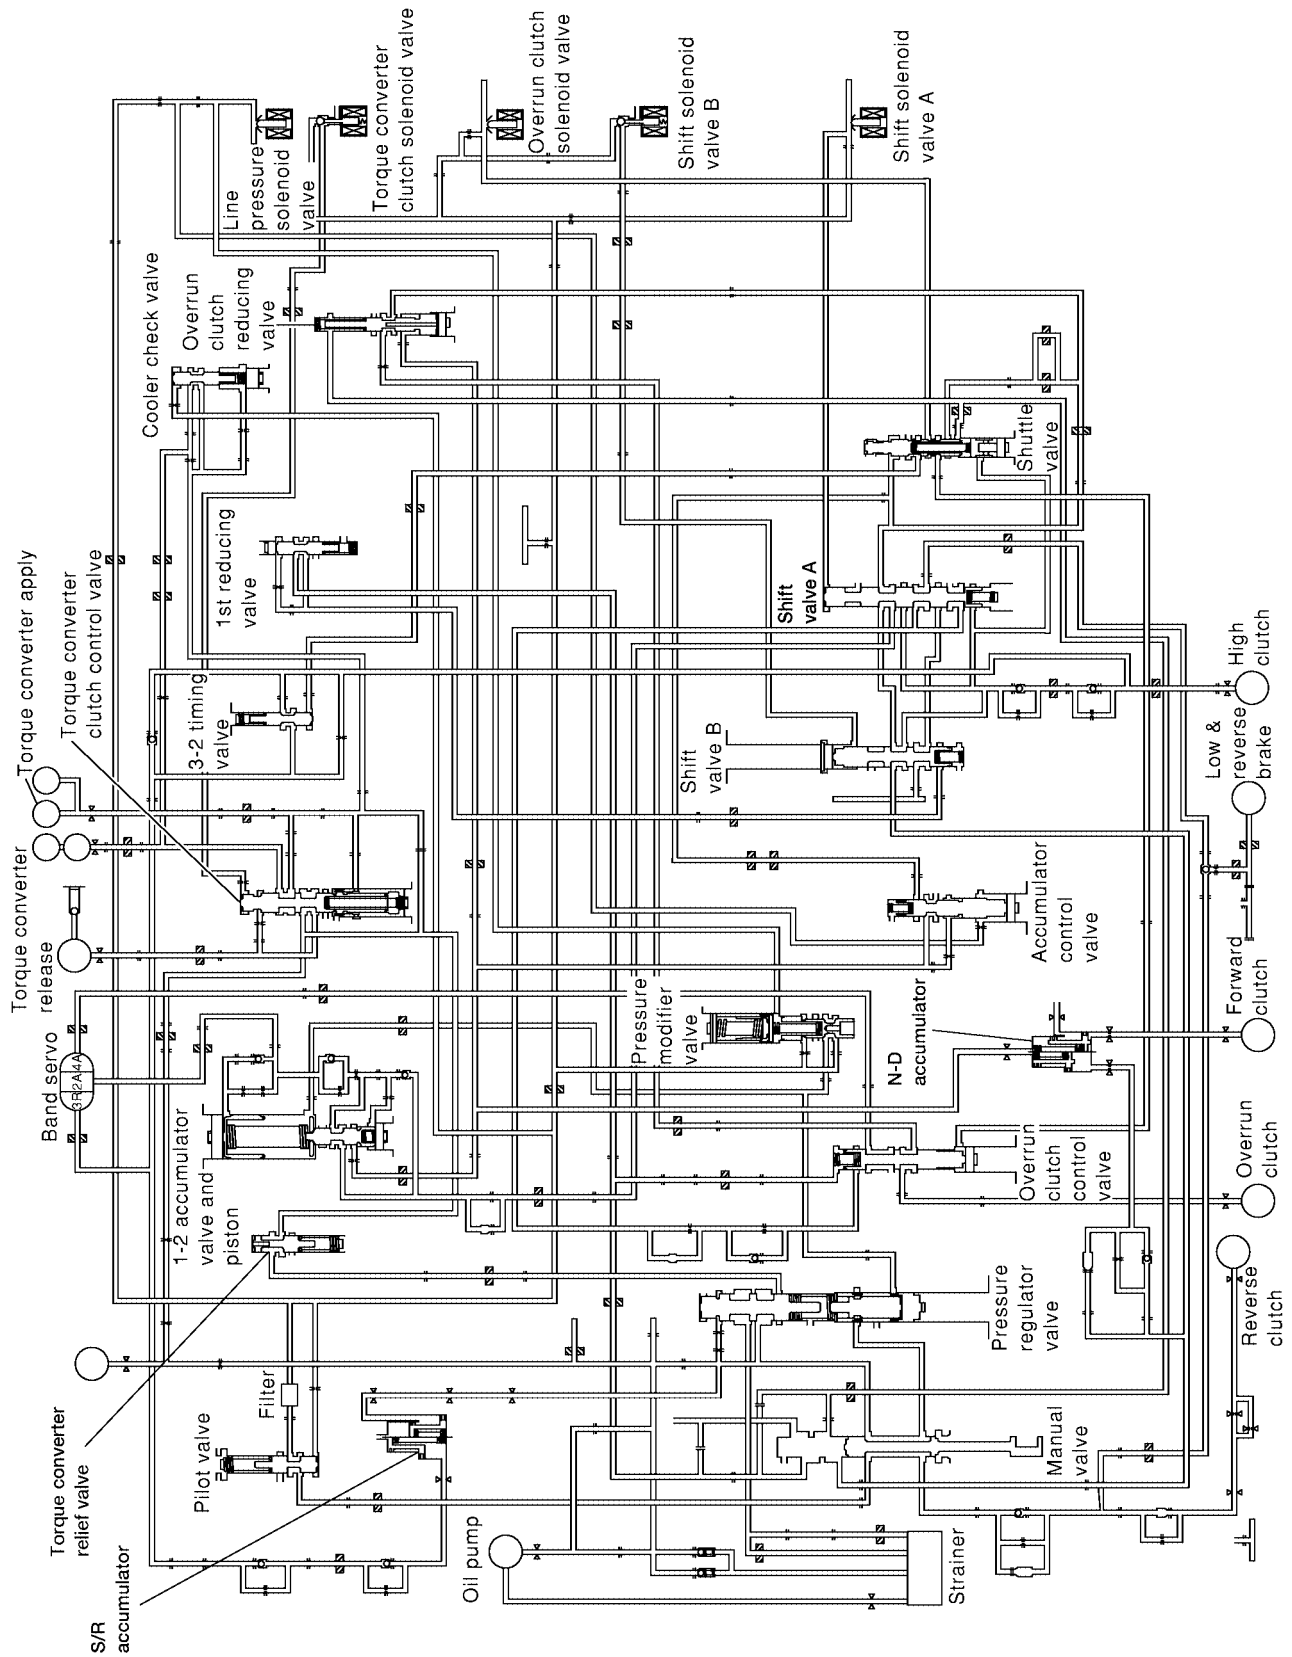 Line
pressure
solenoid
valve
Torque converter
clutch solenoid valve
Overrun clutch
solenoid valve
Shift solenoid
valve B
Shift solenoid
valve A
Cooler check valve
Overrun
clutch
reducing
valve
Shuttle
valve
Torque converter apply
Torque converter
clutch control valve
1st reducing
valve
3-2 timing
valve
Shift
valve A
Shift
valve B
High
clutch
Low &
reverse
brake
Torque converter
release
Accumulator
control
valve
Band servo
3R2A4A
Pressure
modifier
valve
N-D
accumulator
Forward
clutch
1-2 accumulator
valve and
piston
Overrun
clutch
control
valve
Overrun
clutch
Torque converter
relief valve
Filter
Pilot valve
Pressure
regulator
valve
Reverse
clutch
Manual
valve
S/R
accumulator
Oil pump
Strainer